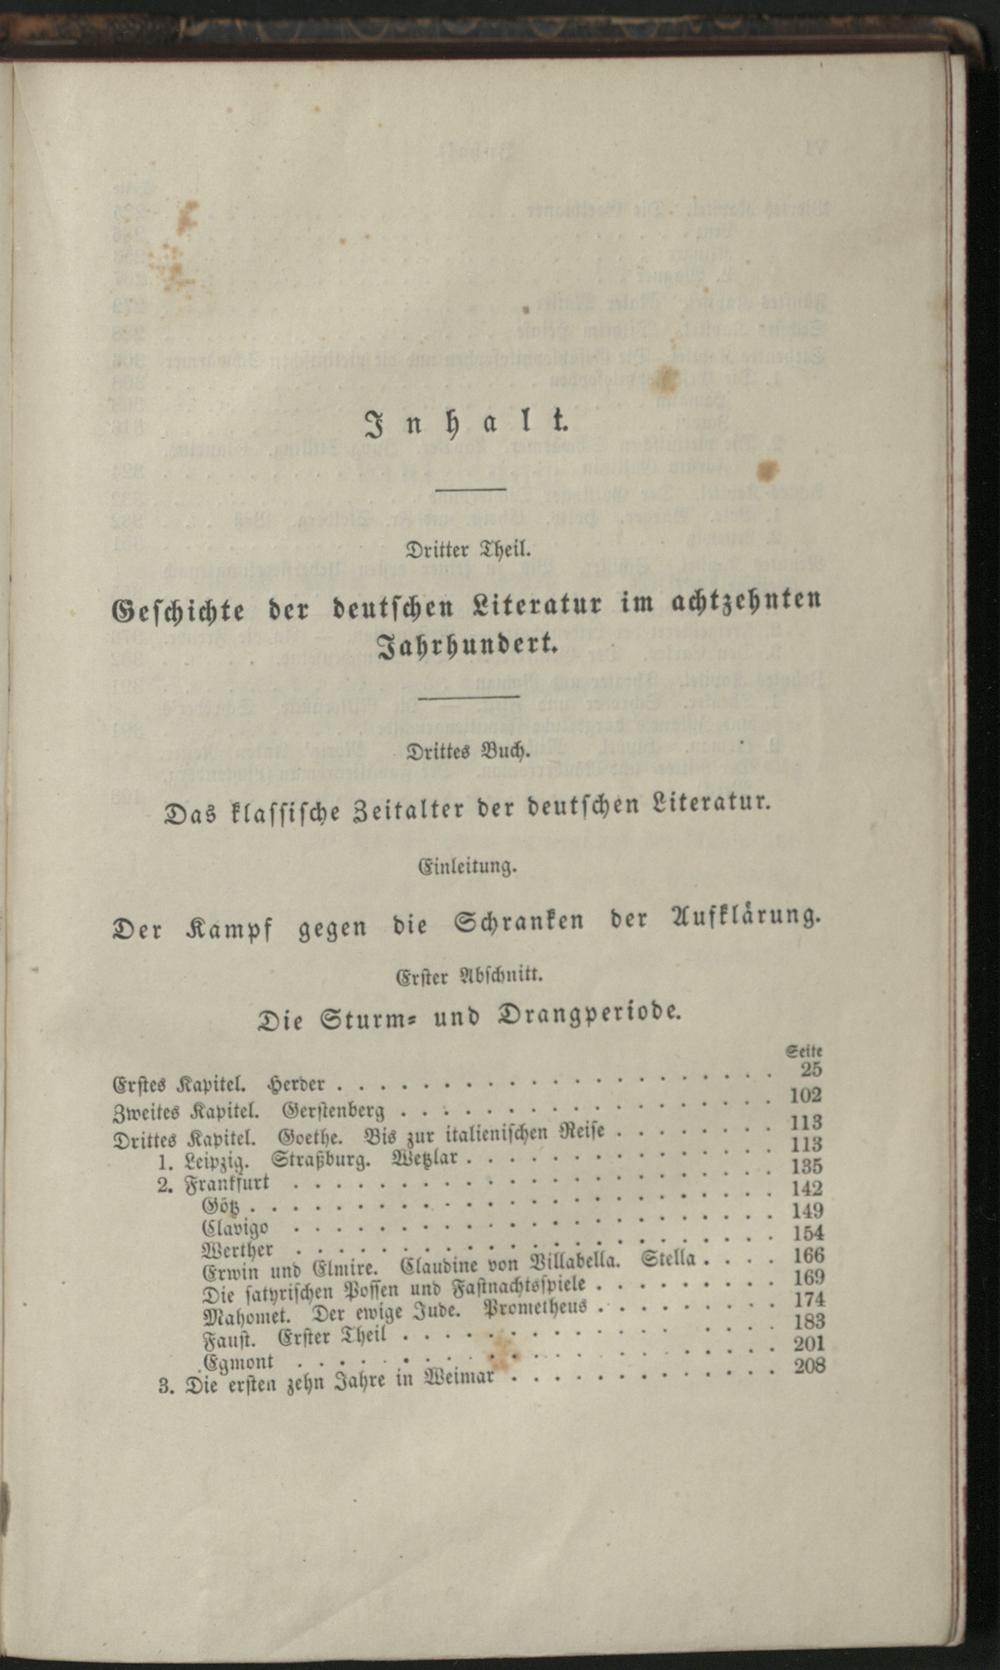 Inhalt.
Dritter Theil.
Geschichte der deutschen Literatur im achtzehnten
Jahrhundert.
Drittes Buch.
Das klassische Zeitalter der deutschen Literatur.
Einleitung.
Der Kampf gegen die Schranken der Aufklärung.
Erster Abschnitt.
Die Sturm- und Drangperiode.
Seite
Erstes Kapitel. Herder . . . . . . . . . . . . . . . . . . . . . 25
Zweites Kapitel. Gerstenberg . . . . . . . . . . . . . . . . . . 102
Drittes Kapitel. Goethe. Bis zur italienischen Reise . . . . . . . . 113
1. Leipzig. Straßburg. Wetzlar . . . . . . . . . . . . . . . 113
2. Frankfurt . . . . . . . . . . . . . . . . . . . . . . . 135
Götz . . . . . . . . . . . . . . . . . . . . . . . . 142
Clavigo . . . . . . . . . . . . . . . . . . . . . . . 149
Werther . . . . . . . . . . . . . . . . . . . . . . . 154
Erwin und Elmire. Claudine von Villabella. Stella . . . . 166
Die satyrischen Possen und Fastnachtsspiele . . . . . . . . . 169
Mahomet. Der ewige Jude. Prometheus . . . . . . . . . 174
Faust. Erster Theil . . . . . . . . . . . . . . . . . 183
Egmont . . . . . . . . . . . . . . . . . . . . . . 201
3. Die ersten zehn Jahre in Weimar . . . . . . . . . . . . . 208